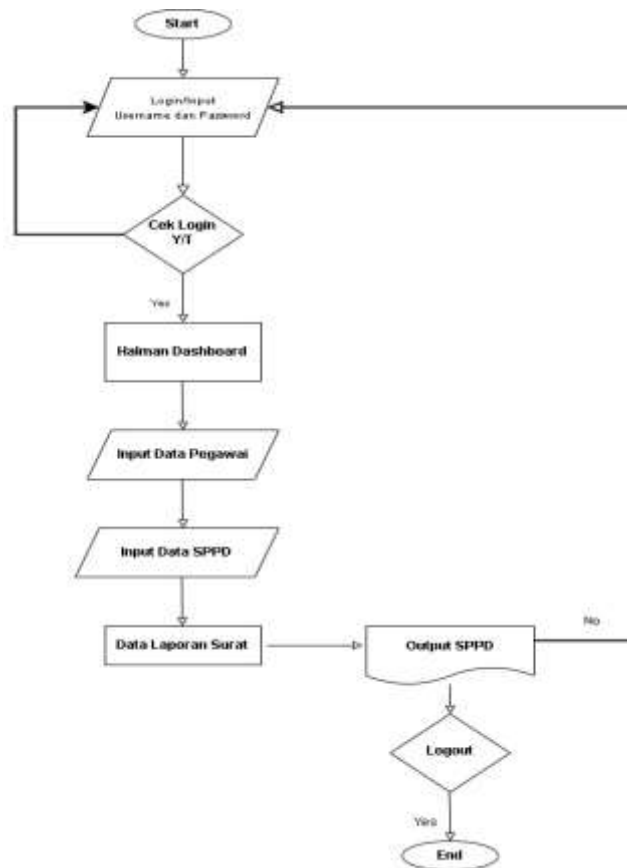 Start
Login/Input
Username dan Password
Cek Login
Y/T
Yes
Halman Dashboard
Input Data Pegawai
Input Data SPPD
Data Laporan Surat
Output SPPD
No
Logout
Yes
End